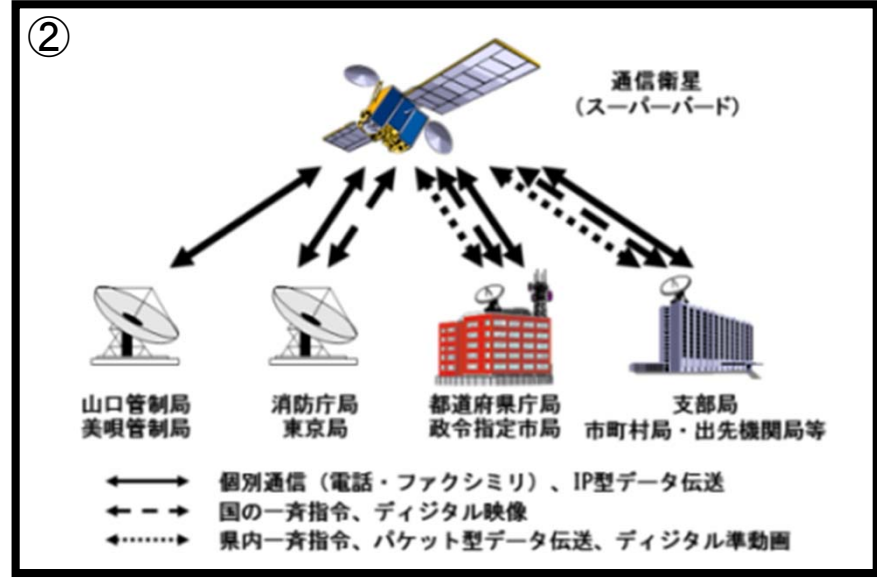 ②
通信衛星
(スーパーバード)
山口管制局
美唄管制局
消防庁局
東京局
都道府県庁局
政令指定市局
支部局
市町村局・出先機関局等
個別通信（電話・ファクシミリ）、IP型データ伝送
国の一斉指令、ディジタル映像
県内一斉指令、パケット型データ伝送、ディジタル準動画